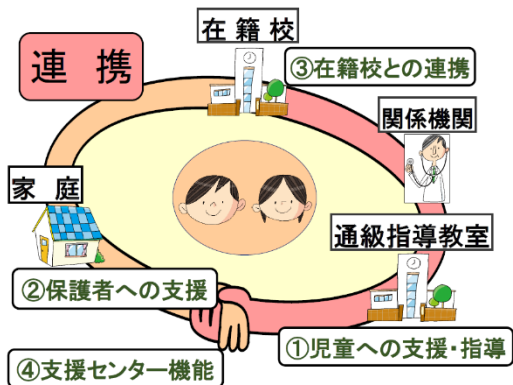 在籍校
連携
③在籍校との連携
関係機関
家庭
通級指導教室
②保護者への支援
①児童への支援・指導
④支援センター機能